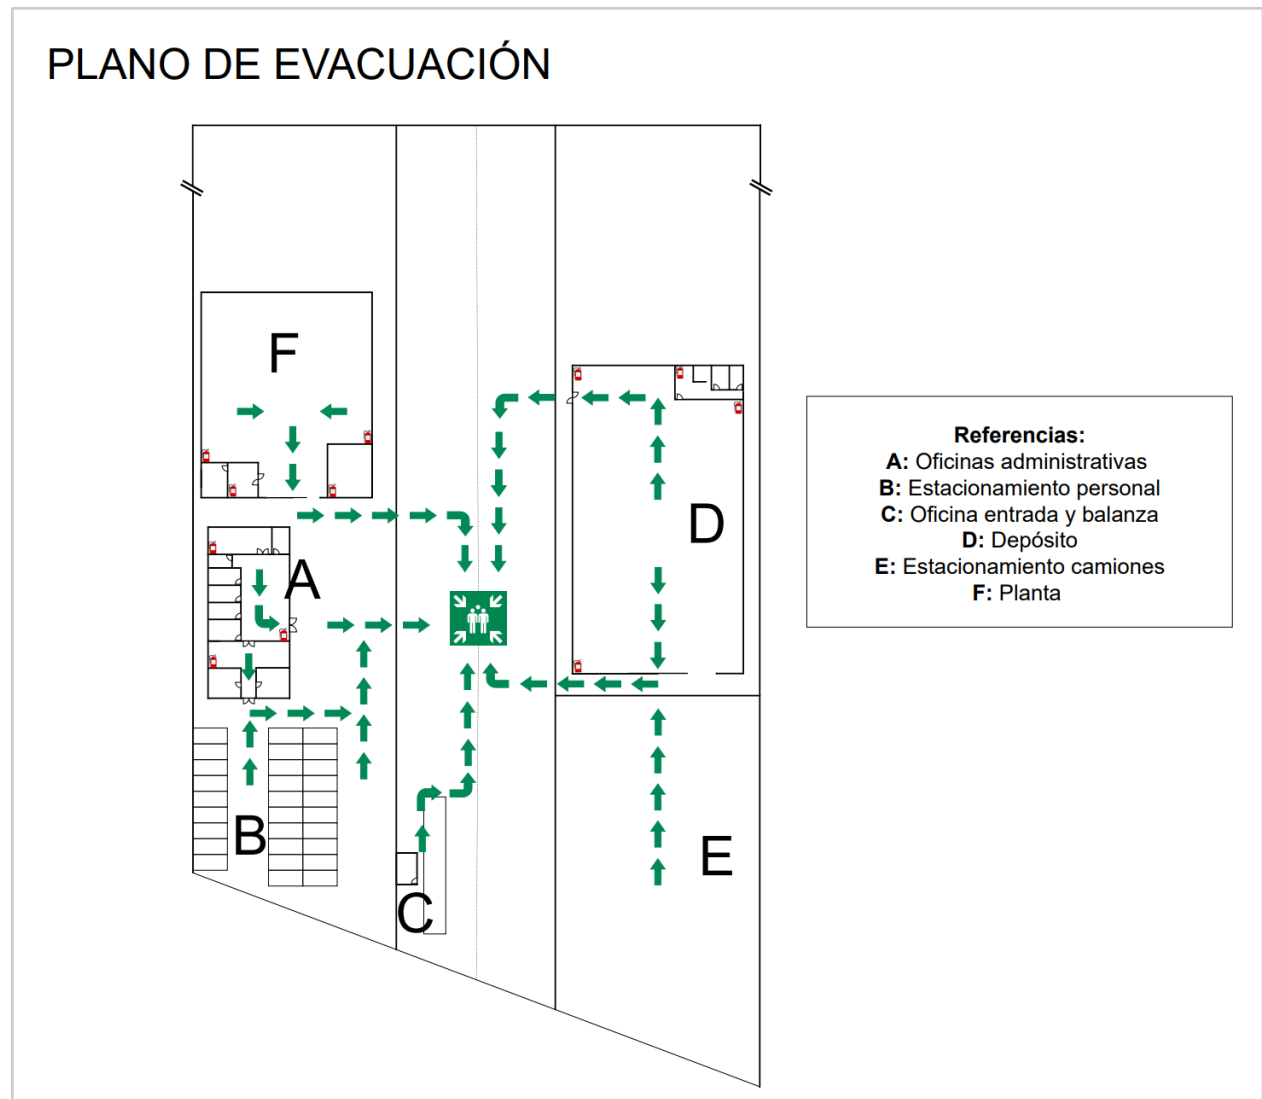 PLANO DE EVACUACIÓN
F
D
A
B
C
E
Referencias:
A: Oficinas administrativas
B: Estacionamiento personal
C: Oficina entrada y balanza
D: Depósito
E: Estacionamiento camiones
F: Planta